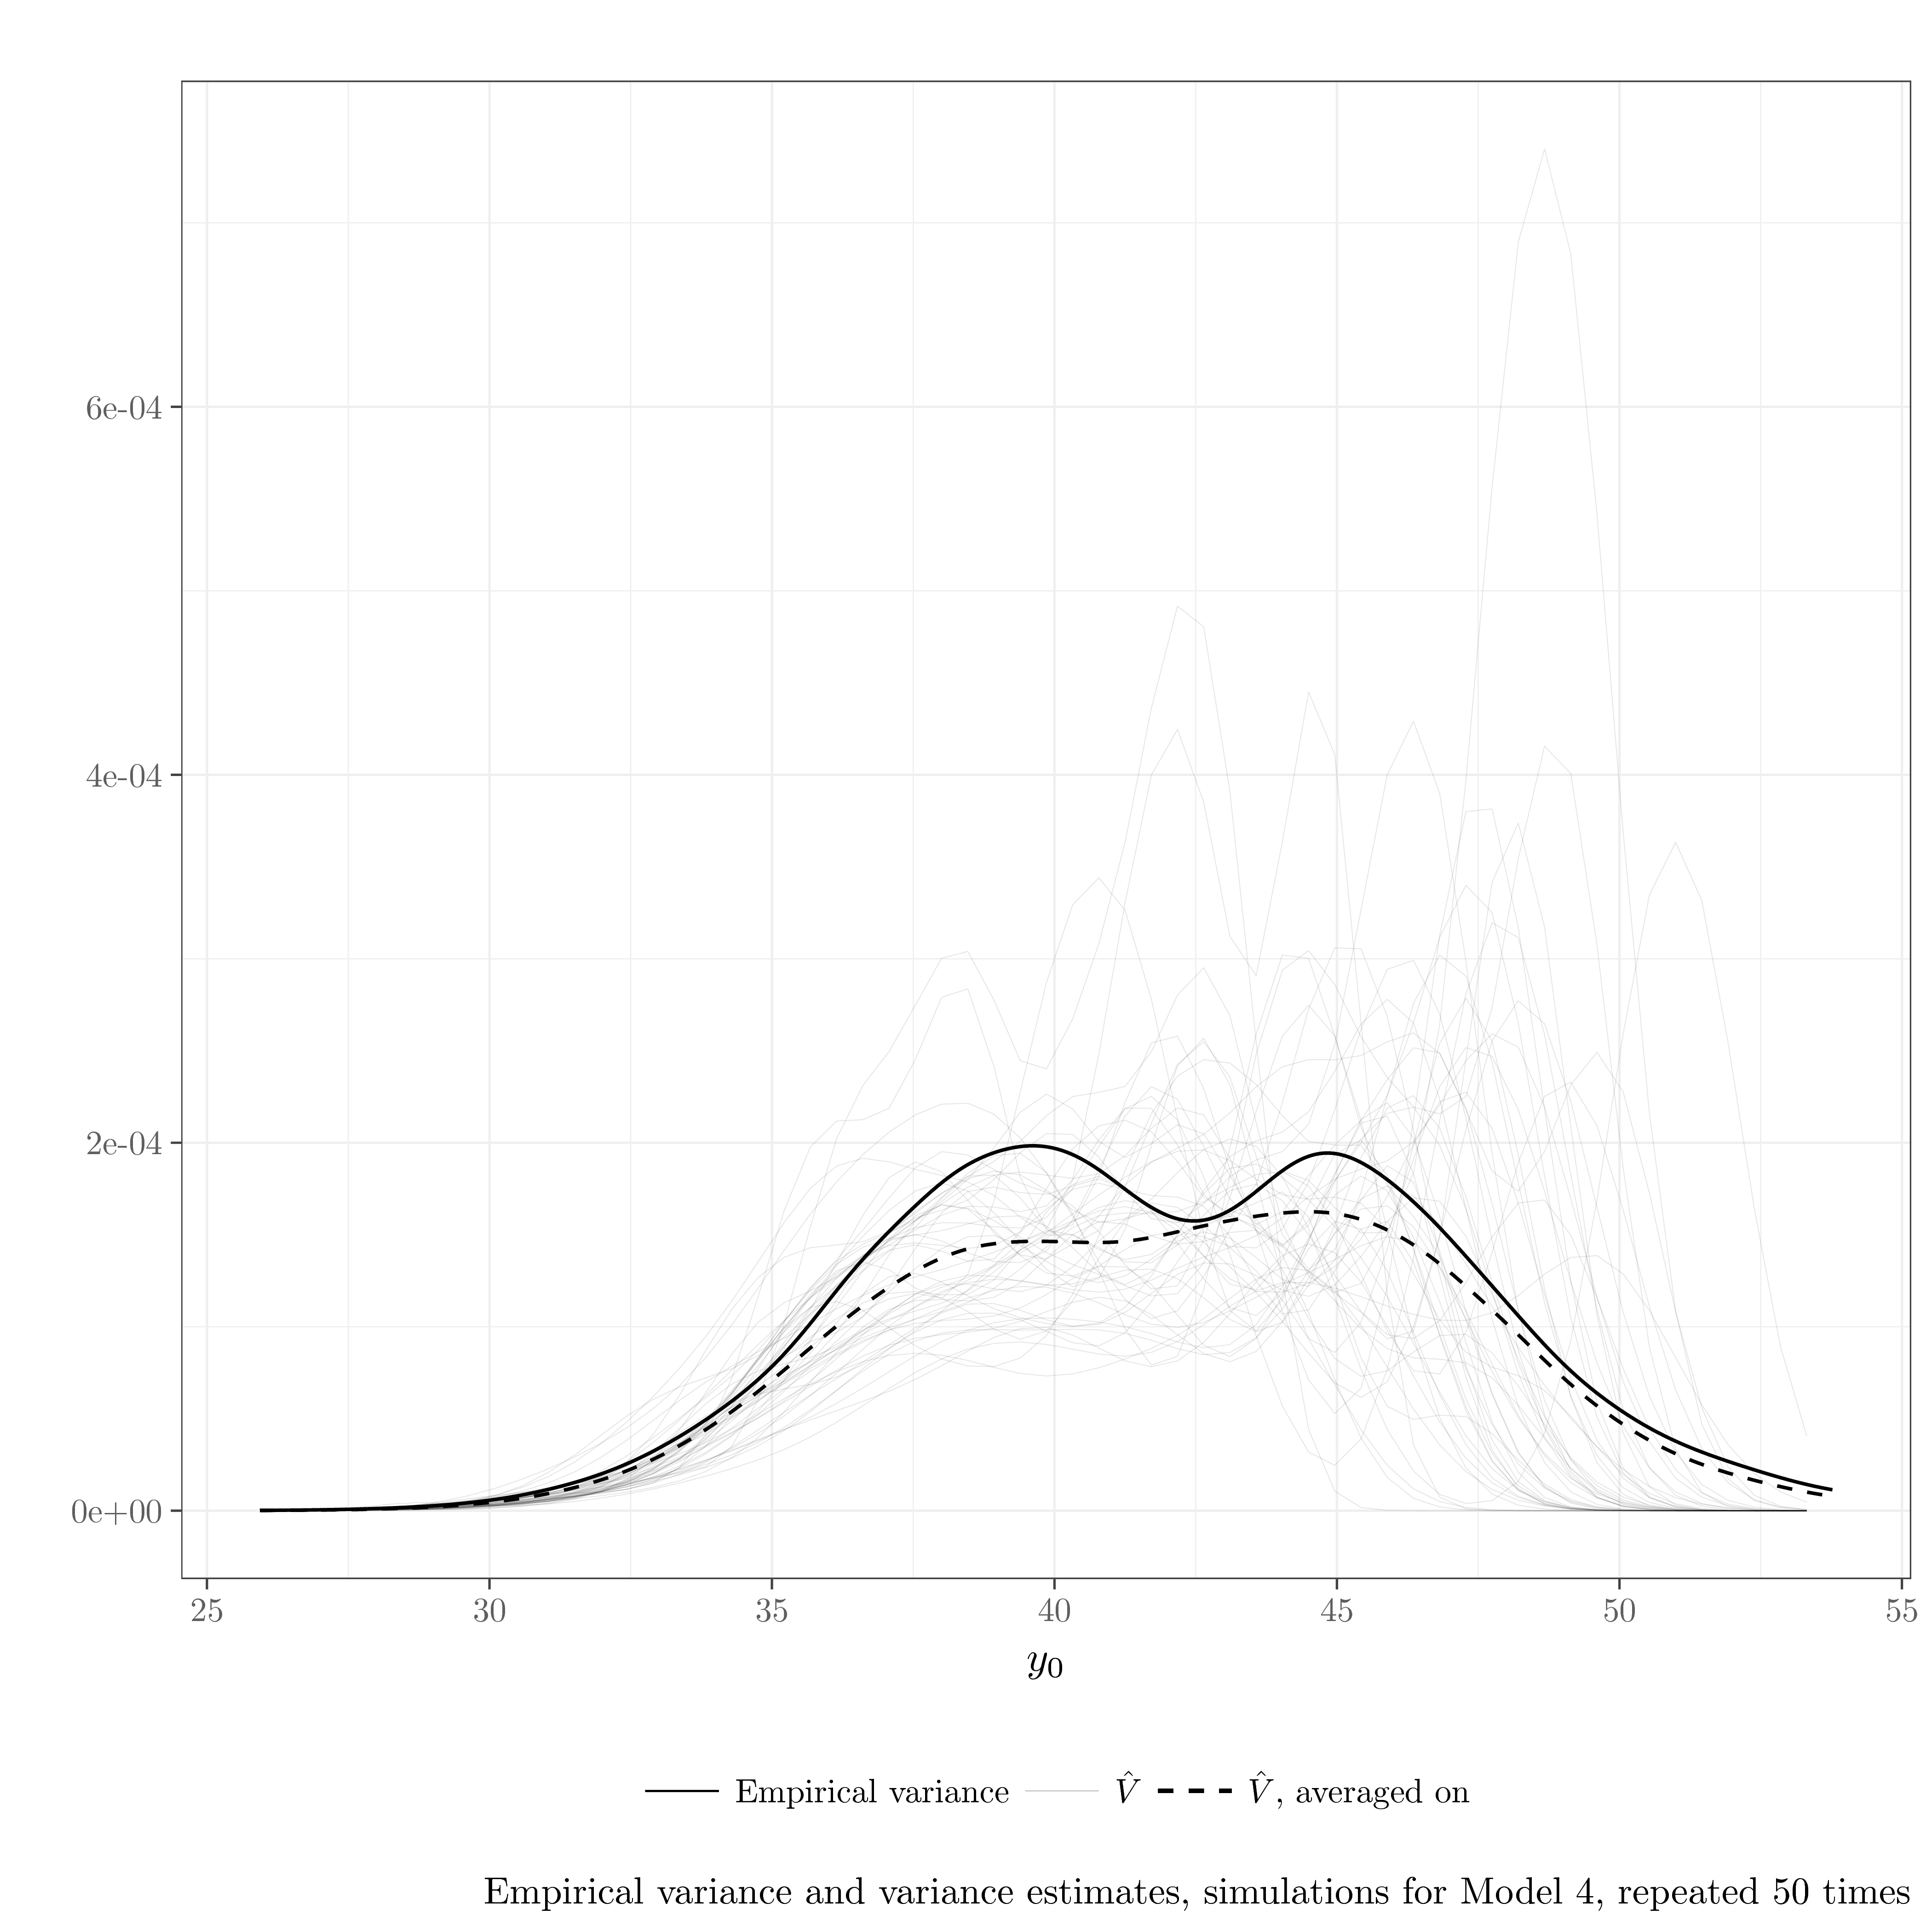 6e-04
4e-04
2e-04
0e+00
25 30 35 40 45 50 55
y₀
Empirical variance V̂ V̂, averaged on
Empirical variance and variance estimates, simulations for Model 4, repeated 50 times